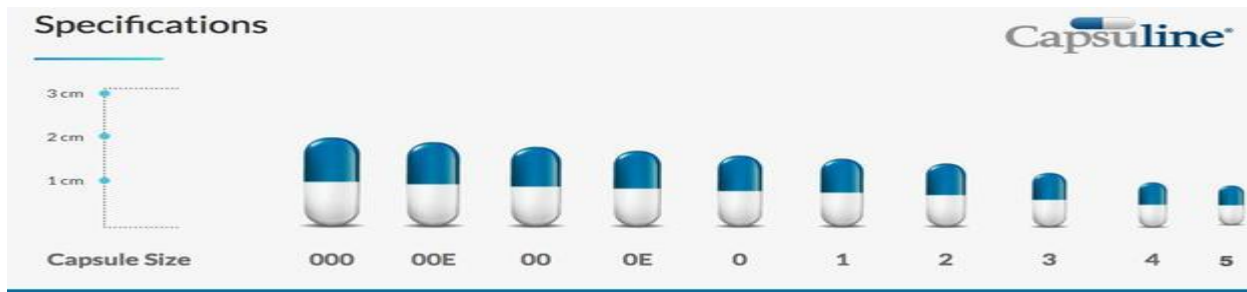 Specifications
Capsuline®
3 cm
2 cm
1 cm
Capsule Size 000 00E 00 0E 0 1 2 3 4 5